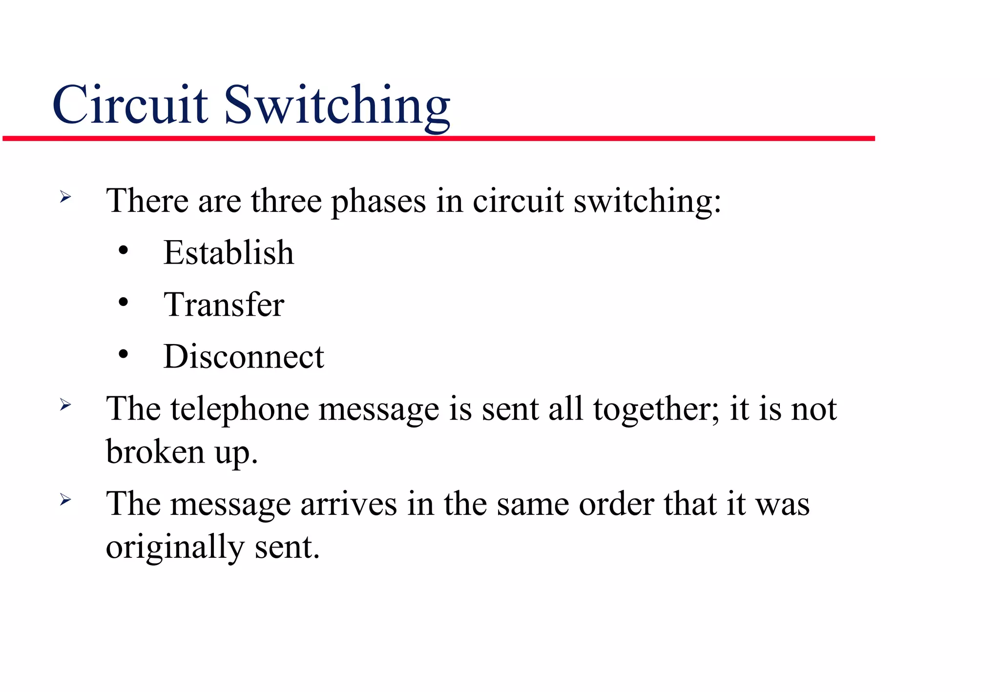 Circuit Switching
➢ There are three phases in circuit switching:
• Establish
• Transfer
• Disconnect
➢ The telephone message is sent all together; it is not
broken up.
➢ The message arrives in the same order that it was
originally sent.